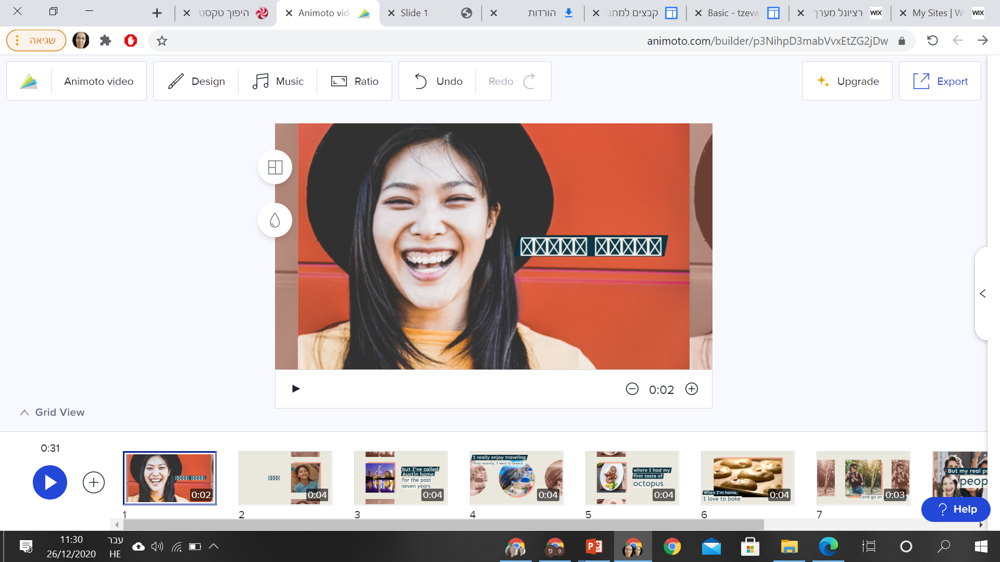 היפוך טקסט
Animoto vid
Slide 1
הורדות
קבצים למתנ
Basic - tzeva
רציונל מערך
WIX
My Sites | W
WIX
שגיאה
animoto.com/builder/p3NihpD3mabVvxEtZG2jDw
Animoto video
Design
Music
Ratio
Undo
Redo
Upgrade
Export
0:02
Grid View
0:31
0:02
0:04
but I've called
Austin home
for the past
seven years
0:04
I really enjoy traveling
Most recently, I went to Greece
0:04
where I had my
first taste of
octopus
0:04
When I'm home,
I love to bake
0:04
and go on
0:03
But my real pa
peop
1
2
3
4
5
6
7
? Help
11:30
26/12/2020
עבר
HE